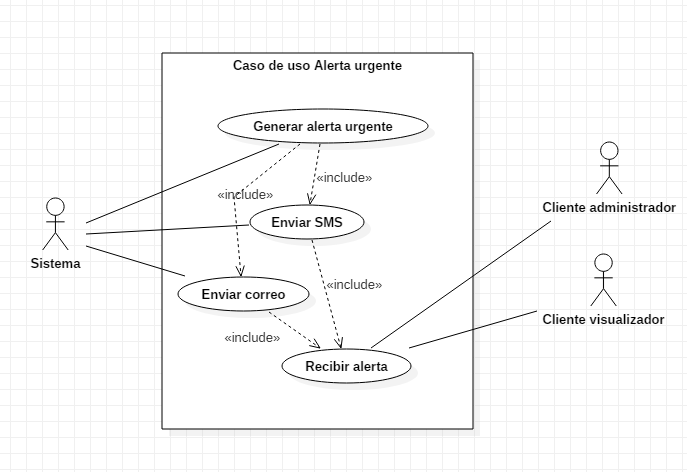 Caso de uso Alerta urgente
Generar alerta urgente
«include»
«include»
Cliente administrador
Enviar SMS
Sistema
«include»
Enviar correo
Cliente visualizador
«include»
Recibir alerta